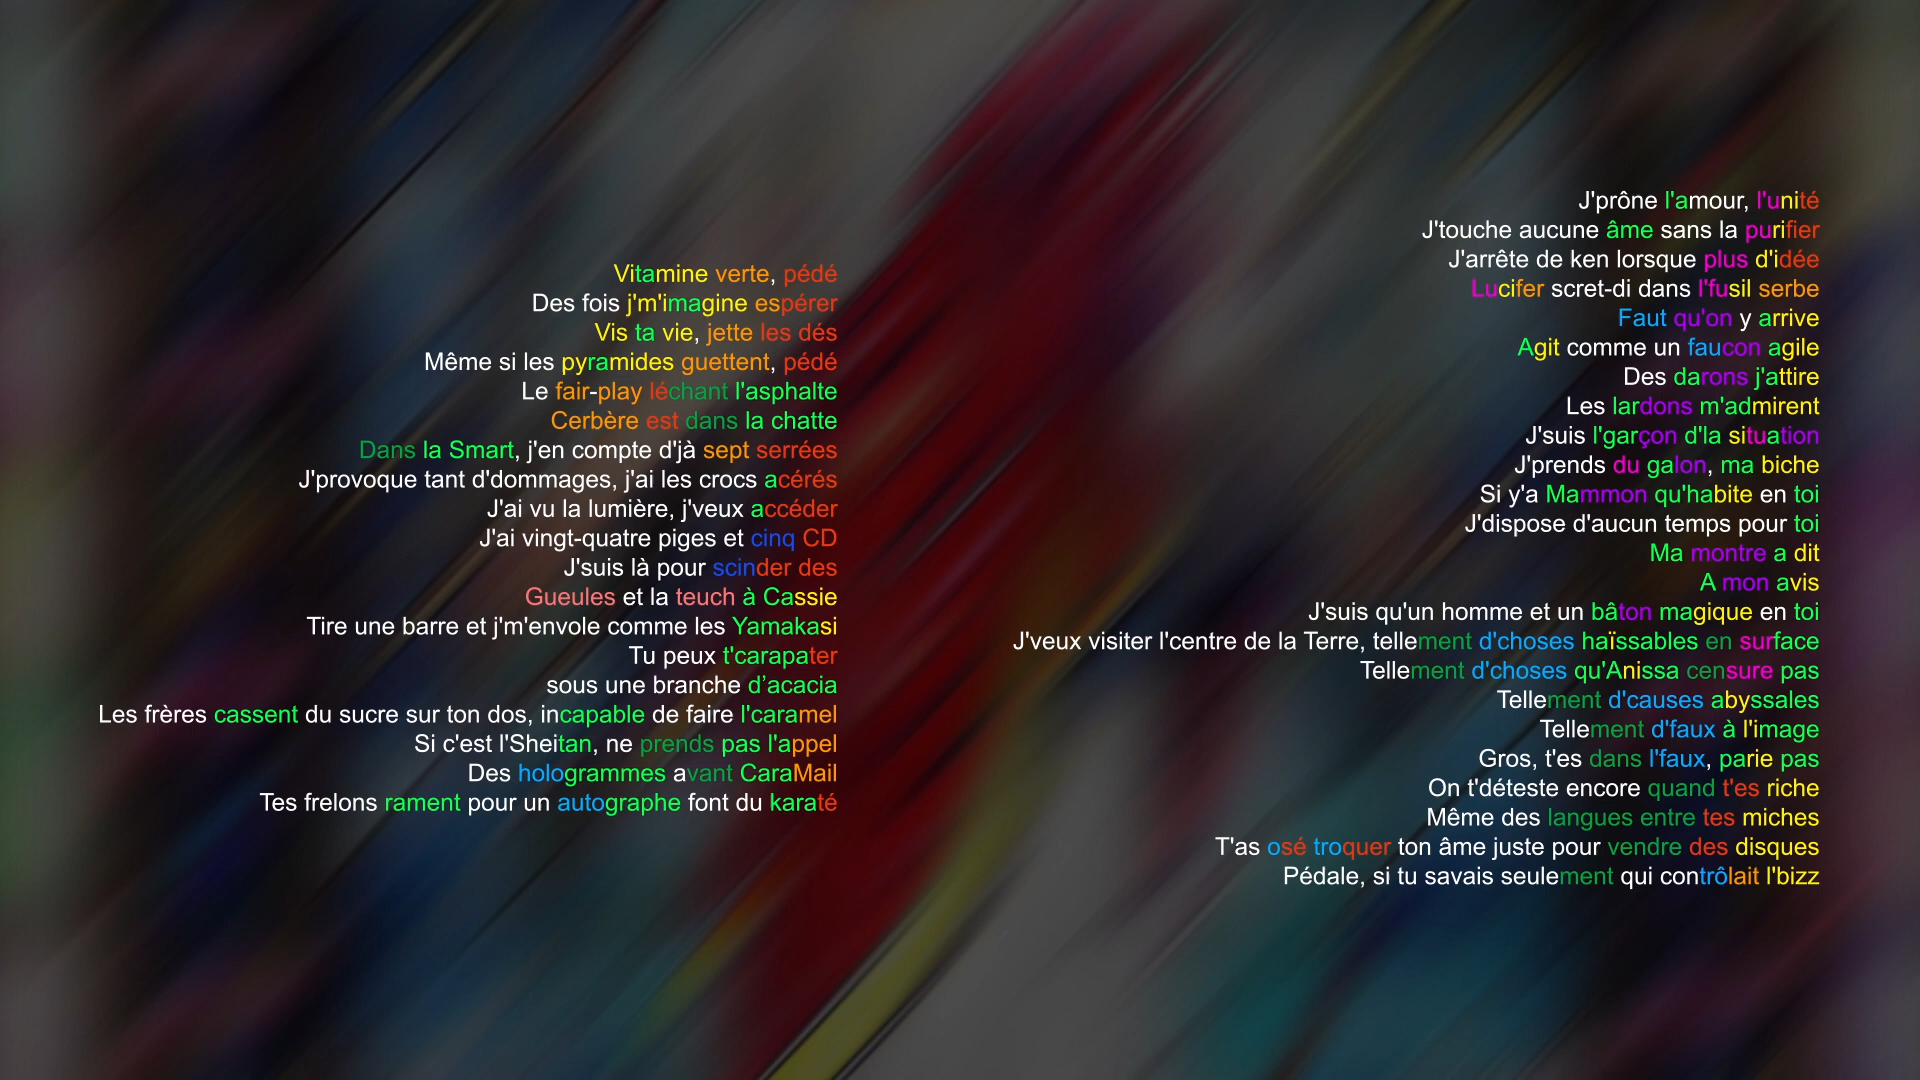 Vitamine verte, pédé
Des fois j'm'imagine espérer
Vis ta vie, jette les dés
Même si les pyramides guettent, pédé
Le fair-play léchant l'asphalte
Cerbère est dans la chatte
Dans la Smart, j'en compte d'jà sept serrées
J'provoque tant d'dommages, j'ai les crocs acérés
J'ai vu la lumière, j'veux accéder
J'ai vingt-quatre piges et cinq CD
J'suis là pour scinder des
Gueules et la teuch à Cassie
Tire une barre et j'm'envole comme les Yamakasi
Tu peux t'carapater
sous une branche d’acacia
Les frères cassent du sucre sur ton dos, incapable de faire l'caramel
Si c'est l'Sheitan, ne prends pas l'appel
Des hologrammes avant CaraMail
Tes frelons rament pour un autographe font du karaté
J'prône l'amour, l'unité
J'touche aucune âme sans la purifier
J'arrête de ken lorsque plus d'idée
Lucifer scret-di dans l'fusil serbe
Faut qu'on y arrive
Agit comme un faucon agile
Des darons j'attire
Les lardons m'admirent
J'suis l'garçon d'la situation
J'prends du galon, ma biche
Si y'a Mammon qu'habite en toi
J'dispose d'aucun temps pour toi
Ma montre a dit
A mon avis
J'suis qu'un homme et un bâton magique en toi
J'veux visiter l'centre de la Terre, tellement d'choses haïssables en surface
Tellement d'choses qu'Anissa censure pas
Tellement d'causes abyssales
Tellement d'faux à l'image
Gros, t'es dans l'faux, parie pas
On t'déteste encore quand t'es riche
Même des langues entre tes miches
T'as osé troquer ton âme juste pour vendre des disques
Pédale, si tu savais seulement qui contrôlait l'bizz